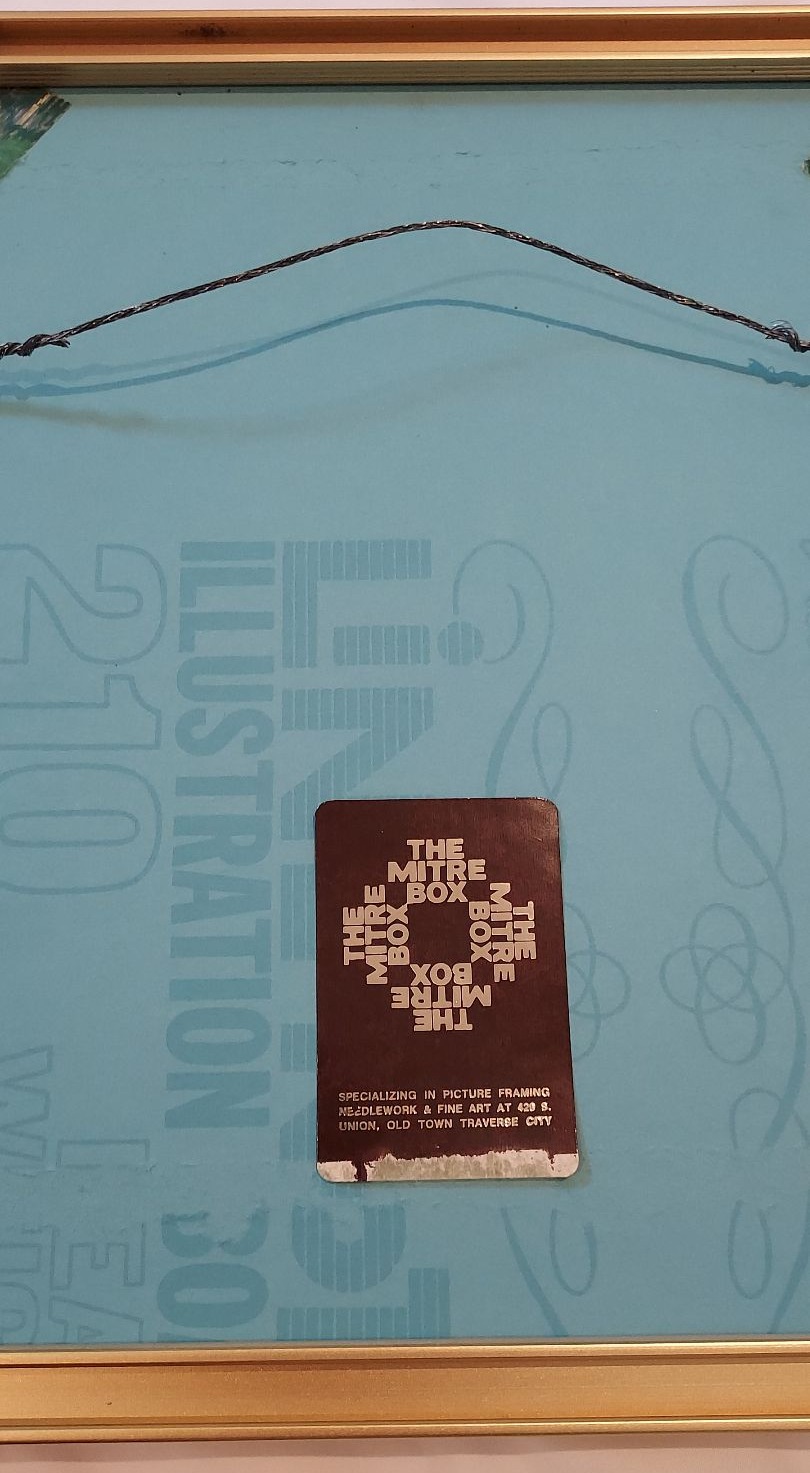 THE
MITRE
BOX
THE
MITRE
BOX
THE
MITRE
BOX
THE
MITRE
BOX
SPECIALIZING IN PICTURE FRAMING
NEEDLEWORK & FINE ART AT 429 S.
UNION, OLD TOWN TRAVERSE CITY
ILLUSTRATION
210